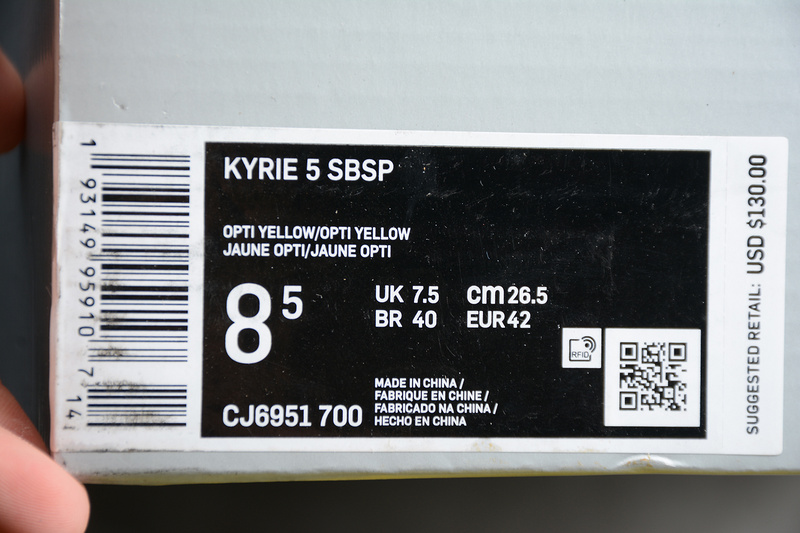 KYRIE 5 SBSP
OPTI YELLOW/OPTI YELLOW
JAUNE OPTI/JAUNE OPTI
8 5
UK 7.5 cm 26.5
BR 40 EUR 42
RFID
MADE IN CHINA /
FABRIQUE EN CHINE /
FABRICADO NA CHINA /
HECHO EN CHINA
CJ6951 700
1 93149 95910 7 14
SUGGESTED RETAIL: USD $130.00